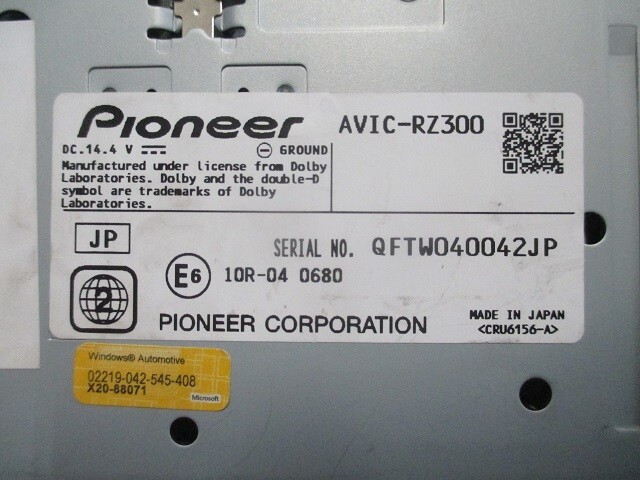 Pioneer
AVIC-RZ300
DC.14.4 V
GROUND
Manufactured under license from Dolby
Laboratories. Dolby and the double-D
symbol are trademarks of Dolby
Laboratories.
JP
SERIAL NO. QFTW040042JP
2
E6
10R-04 0680
PIONEER CORPORATION
MADE IN JAPAN
<CRU6156-A>
Windows® Automotive
02219-042-545-408
X20-88071
Microsoft